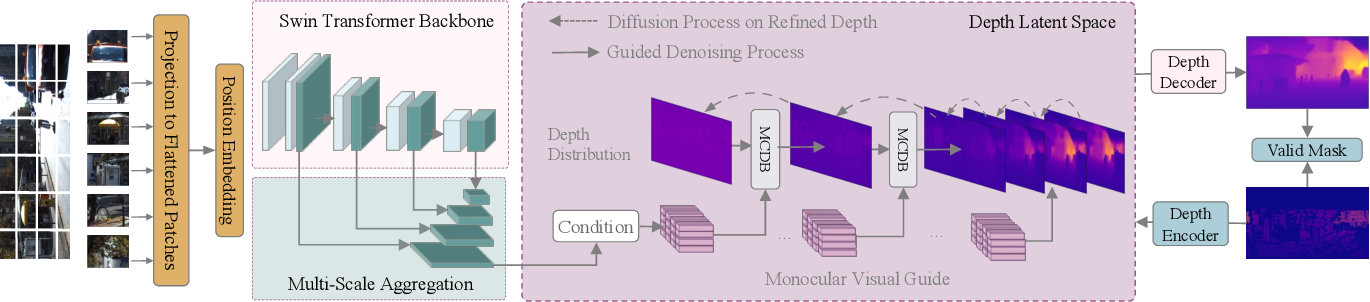 Projection to Flattened Patches
Position Embedding
Swin Transformer Backbone
Multi-Scale Aggregation
Diffusion Process on Refined Depth
Guided Denoising Process
Depth Latent Space
Depth
Distribution
MCDB
MCDB
Condition
...
...
Monocular Visual Guide
Depth
Decoder
Valid Mask
Depth
Encoder